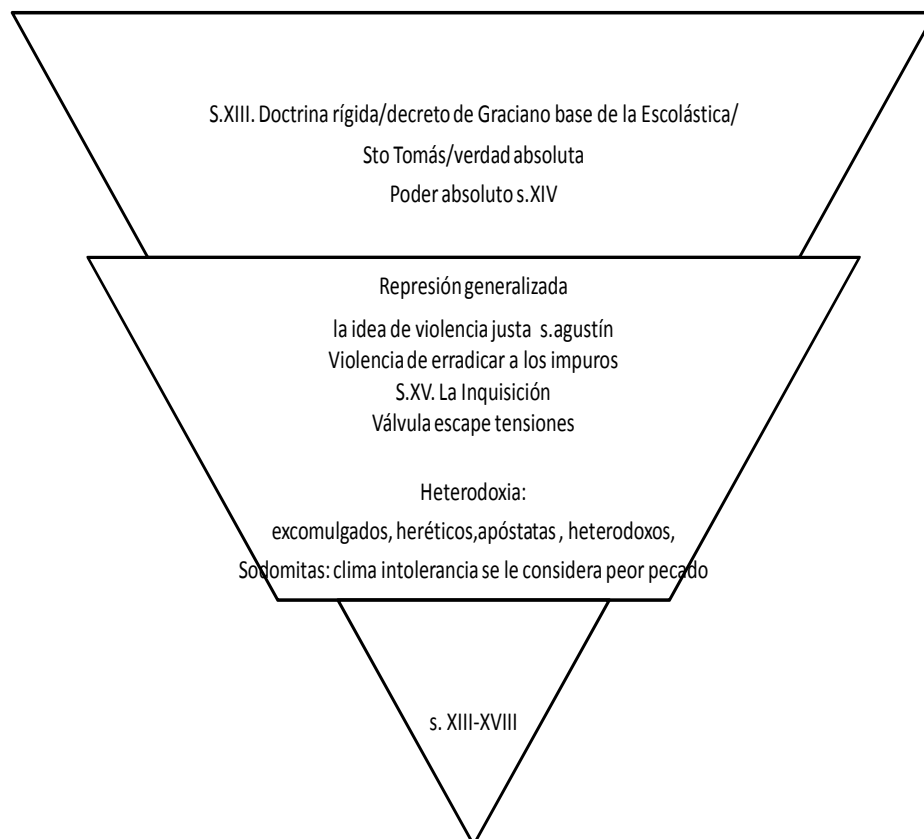 S.XIII. Doctrina rígida/decreto de Graciano base de la Escolástica/
Sto Tomás/verdad absoluta
Poder absoluto s.XIV
Represión generalizada
la idea de violencia justa s.agustín
Violencia de erradicar a los impuros
S.XV. La Inquisición
Válvula escape tensiones
Heterodoxia:
excomulgados, heréticos,apóstatas , heterodoxos,
Sodomitas: clima intolerancia se le considera peor pecado
s. XIII-XVIII